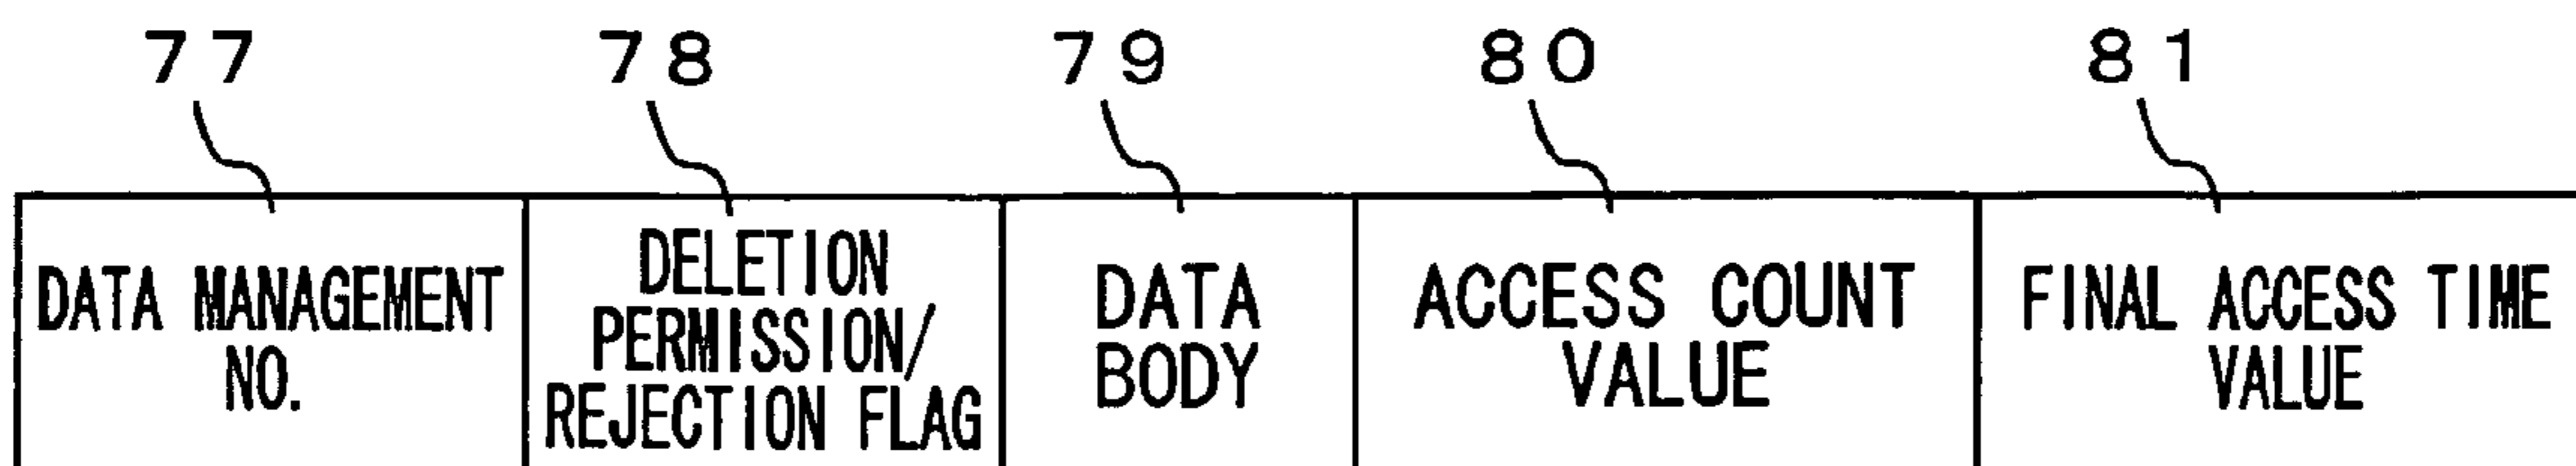 77 78 79 80 81
DATA MANAGEMENT
NO.
DELETION
PERMISSION/
REJECTION FLAG
DATA
BODY
ACCESS COUNT
VALUE
FINAL ACCESS TIME
VALUE